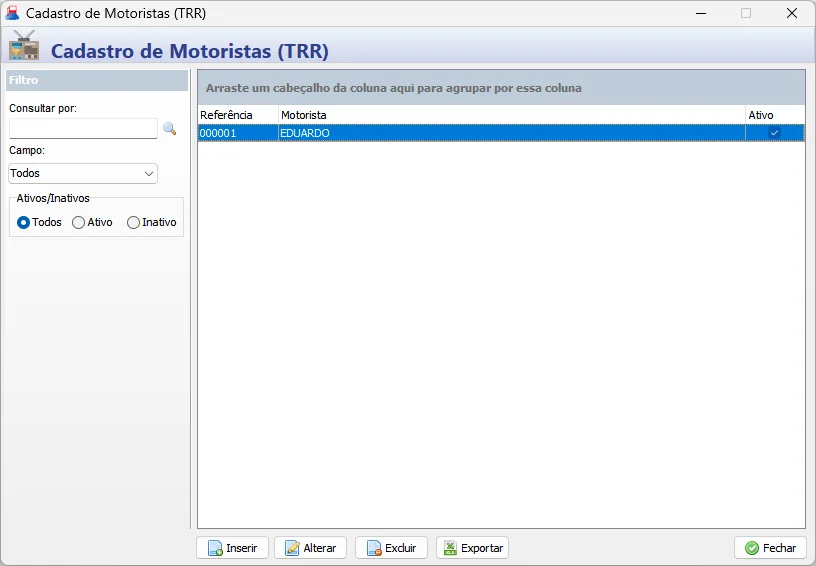 Cadastro de Motoristas (TRR)
Cadastro de Motoristas (TRR)
Filtro
Consultar por:
Campo:
Todos
Ativos/Inativos
Todos Ativo Inativo
Arraste um cabeçalho da coluna aqui para agrupar por essa coluna
Referência Motorista Ativo
000001 EDUARDO
Inserir Alterar Excluir Exportar Fechar